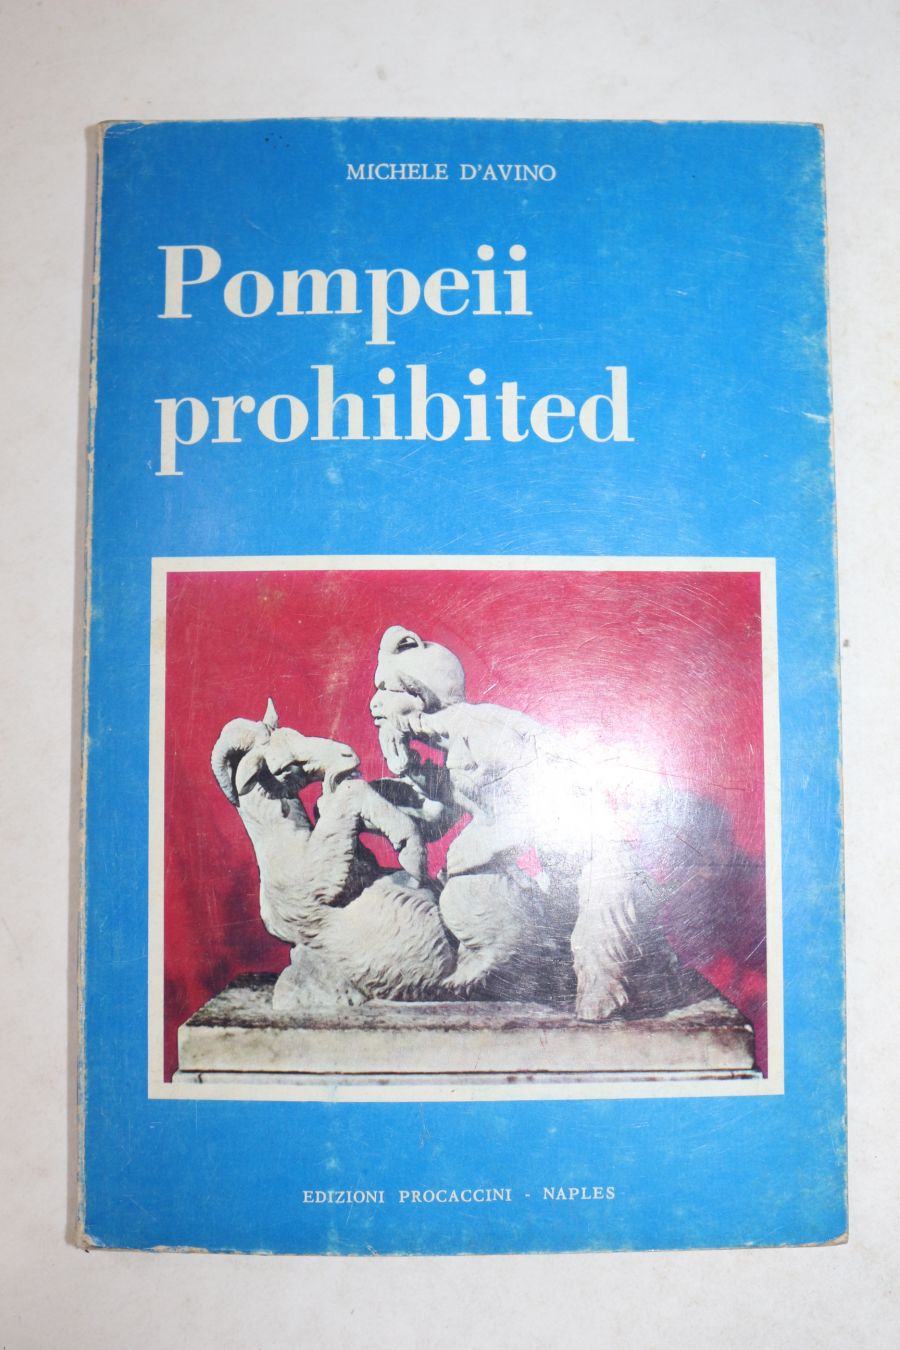 MICHELE D'AVINO
Pompeii
prohibited
EDIZIONI PROCACCINI - NAPLES